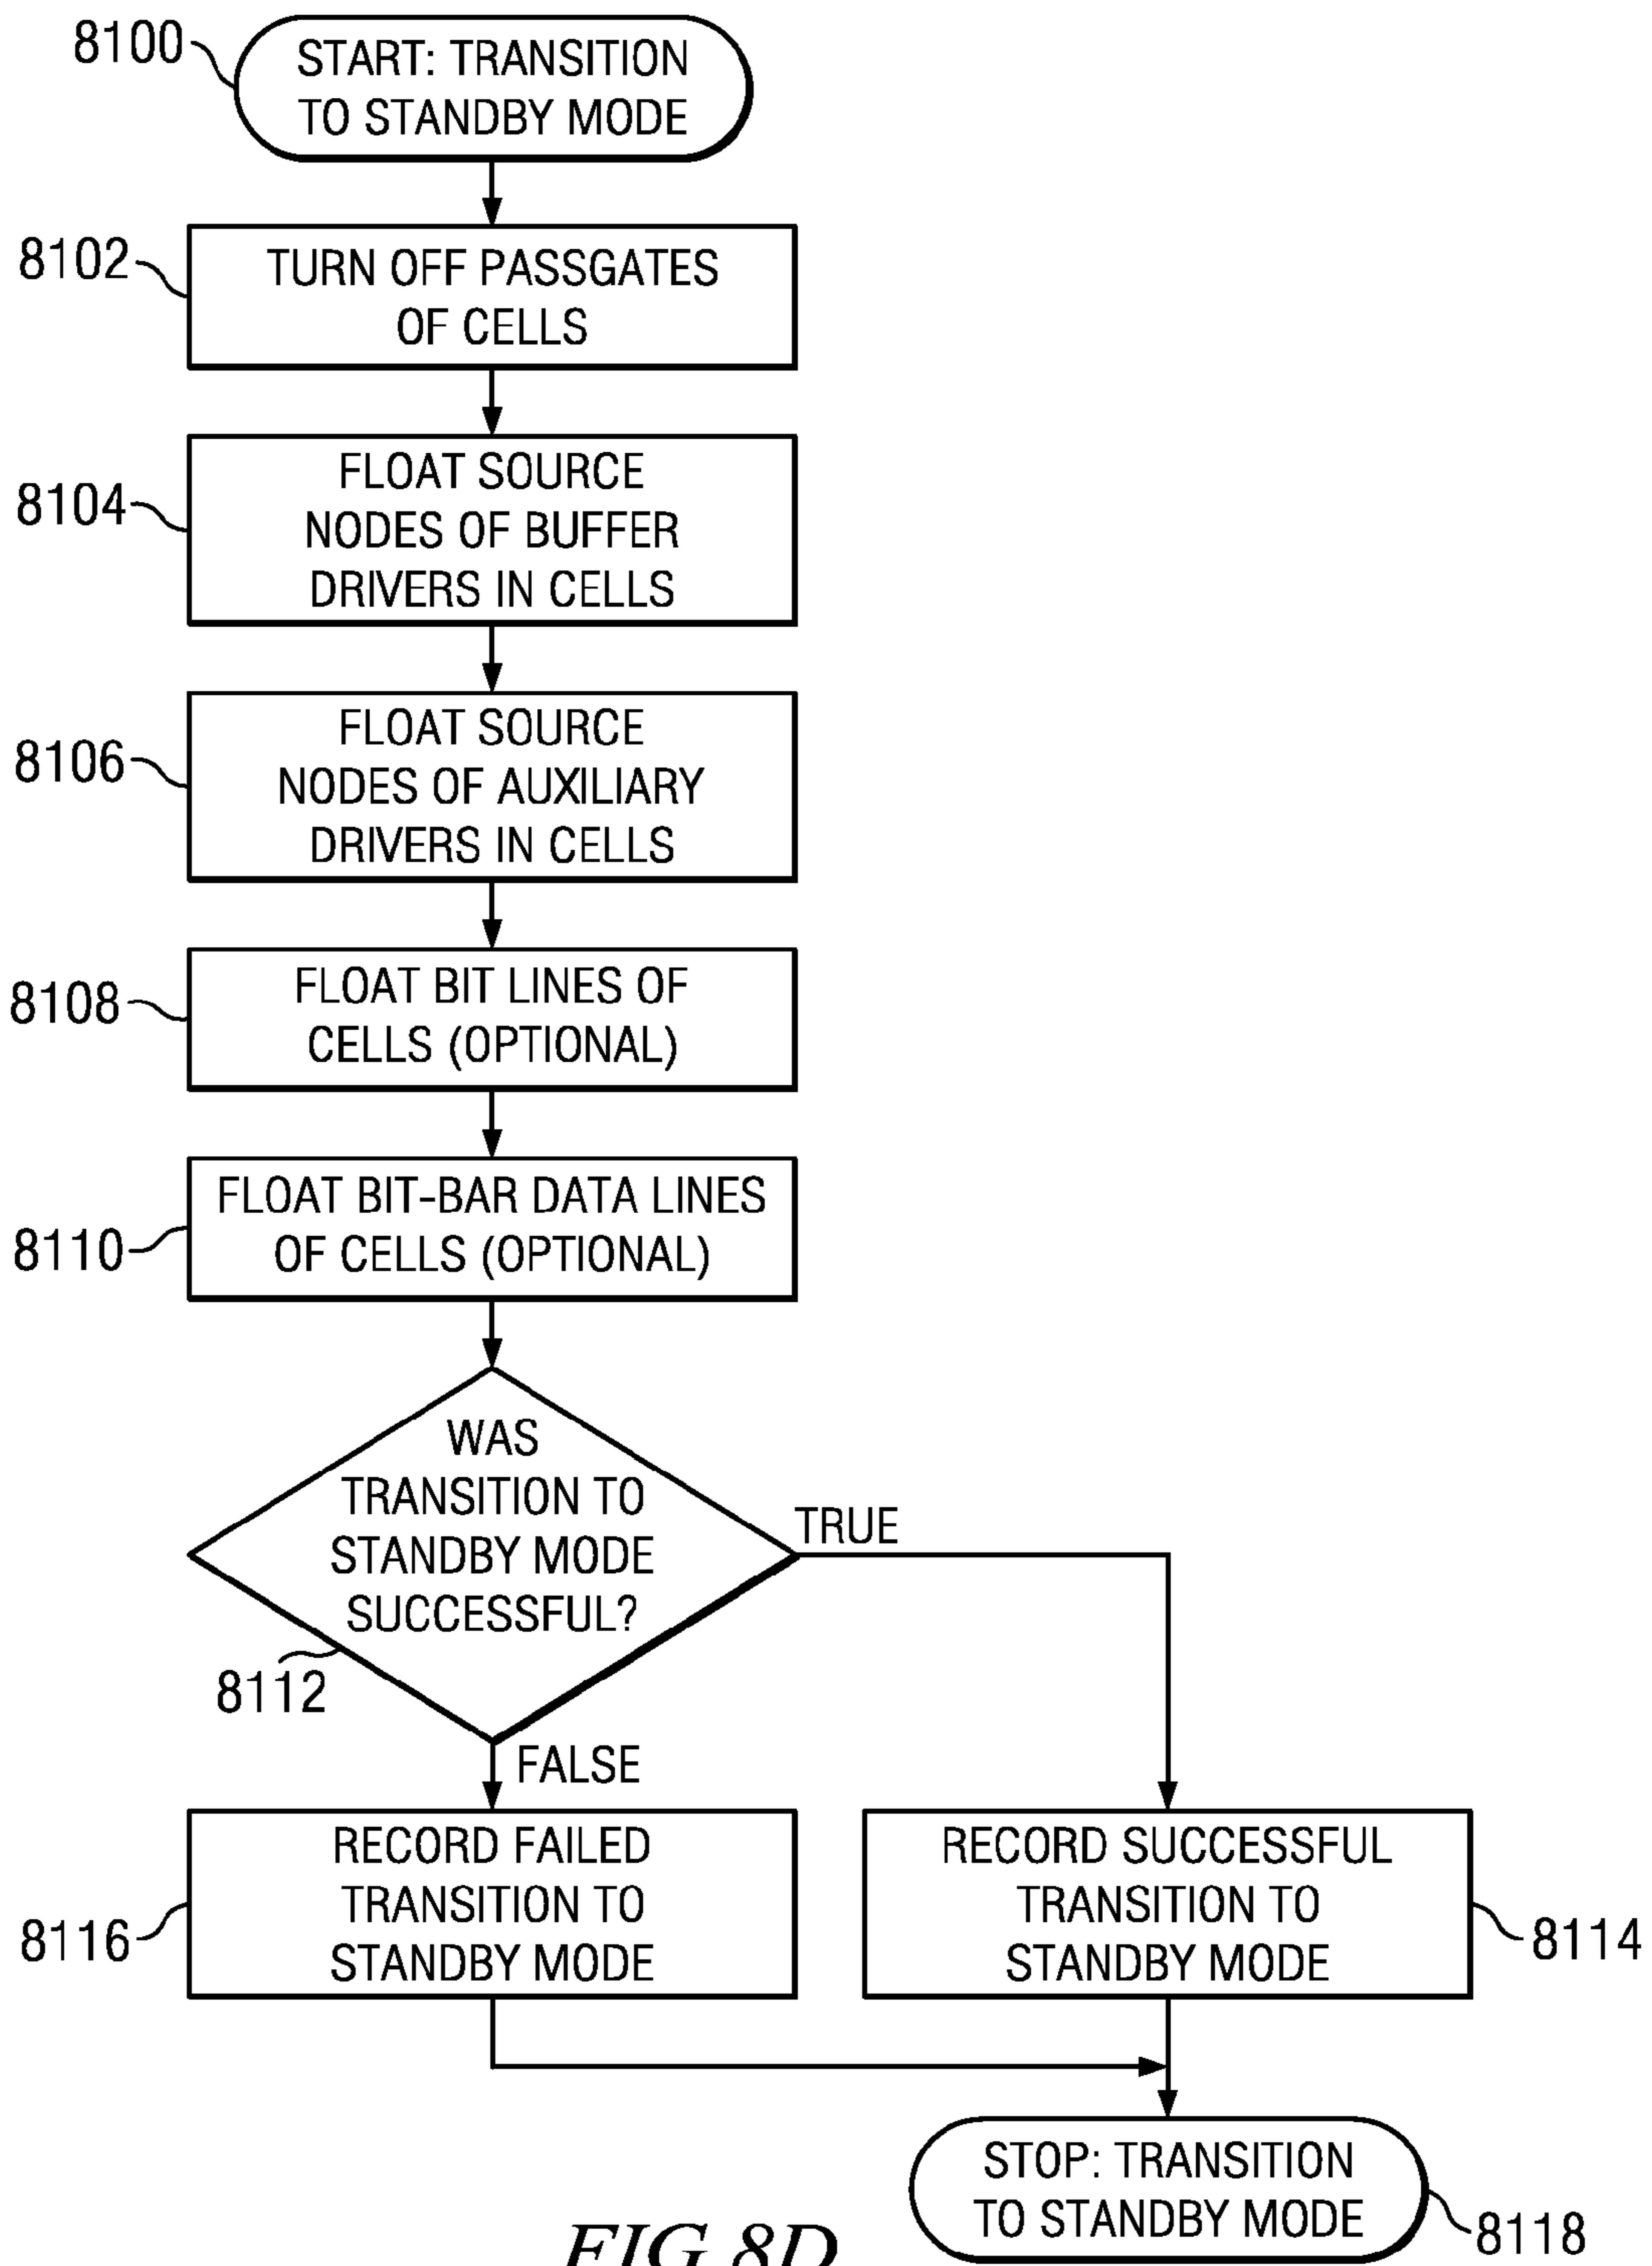 8100
START: TRANSITION
TO STANDBY MODE
8102
TURN OFF PASSGATES
OF CELLS
8104
FLOAT SOURCE
NODES OF BUFFER
DRIVERS IN CELLS
8106
FLOAT SOURCE
NODES OF AUXILIARY
DRIVERS IN CELLS
8108
FLOAT BIT LINES OF
CELLS (OPTIONAL)
8110
FLOAT BIT-BAR DATA LINES
OF CELLS (OPTIONAL)
WAS
TRANSITION TO
STANDBY MODE
SUCCESSFUL?
8112
TRUE
FALSE
8116
RECORD FAILED
TRANSITION TO
STANDBY MODE
RECORD SUCCESSFUL
TRANSITION TO
STANDBY MODE
8114
STOP: TRANSITION
TO STANDBY MODE
8118
FIG. 8D